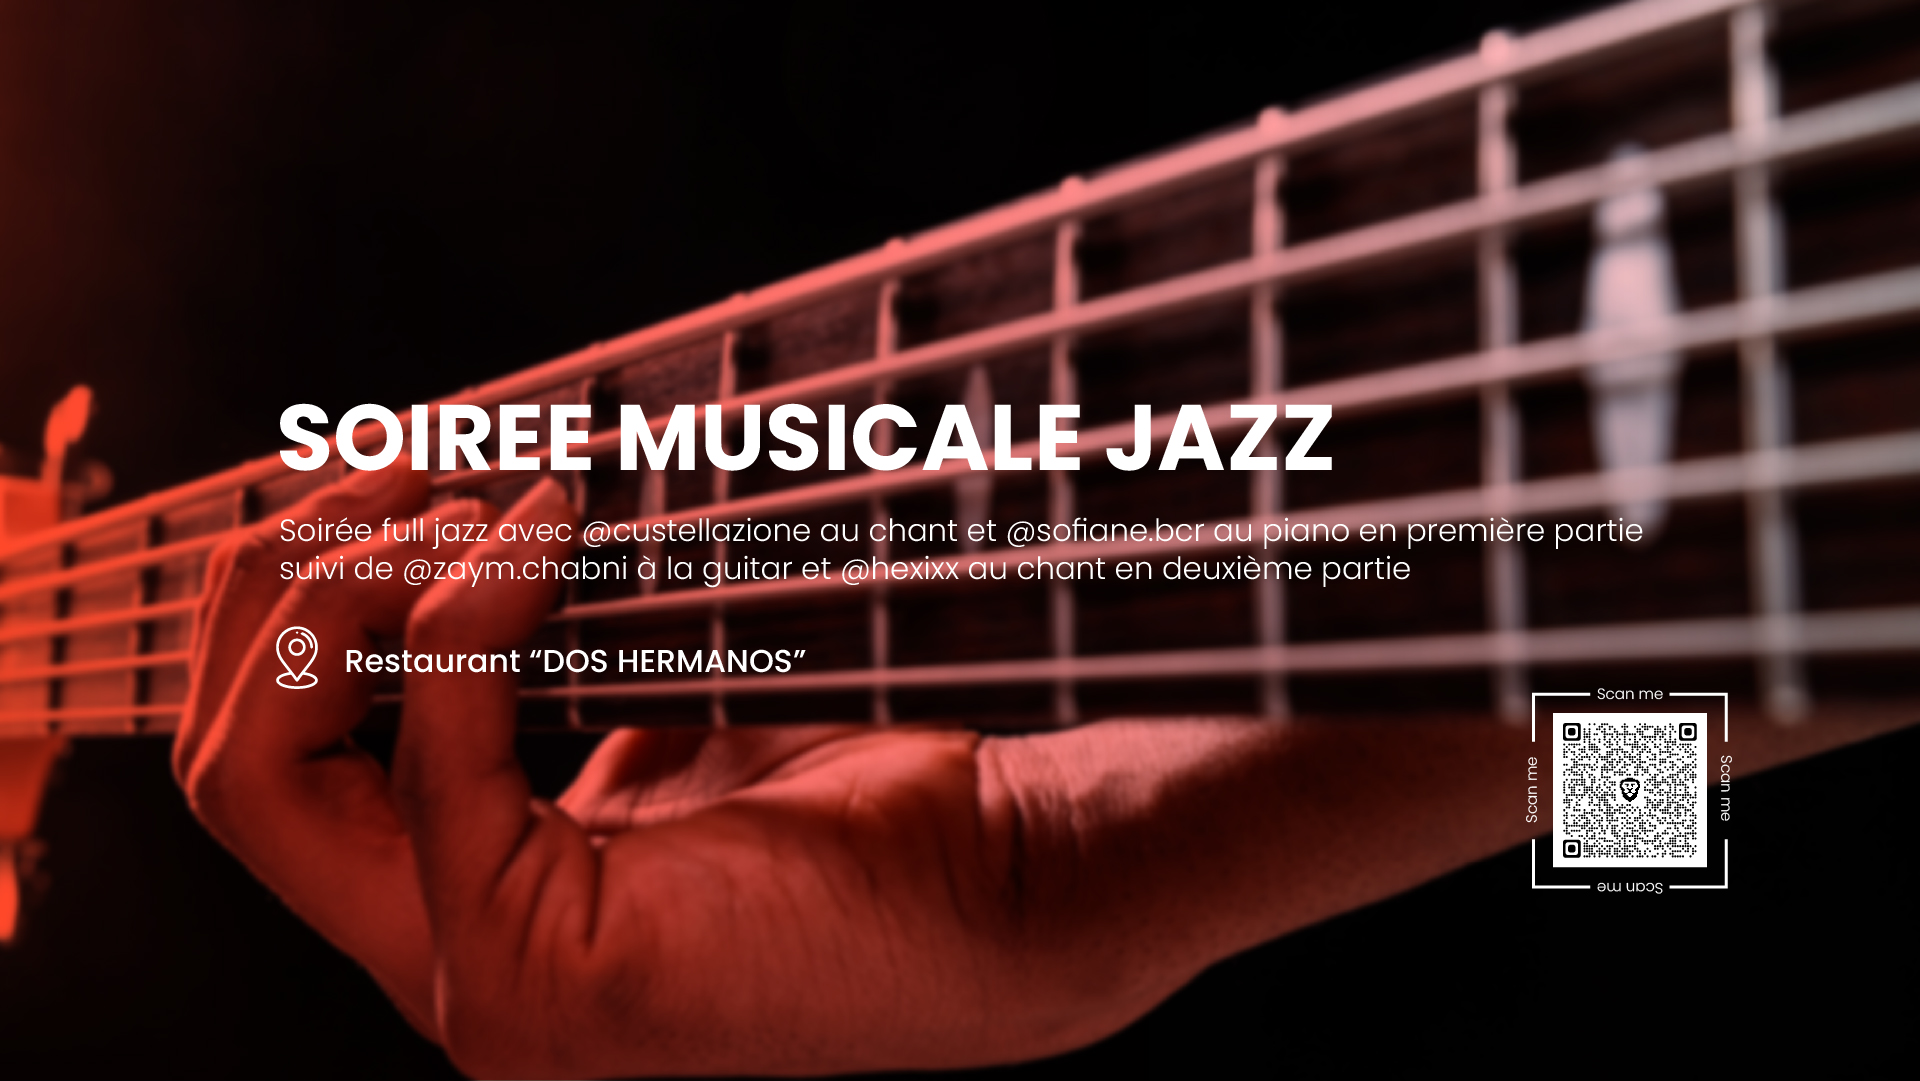 SOIREE MUSICALE JAZZ
Soirée full jazz avec @custellazione au chant et @sofiane.bcr au piano en première partie
suivi de @zaym.chabni à la guitar et @hexixx au chant en deuxième partie
Restaurant “DOS HERMANOS”
Scan me
Scan me
Scan me
Scan me